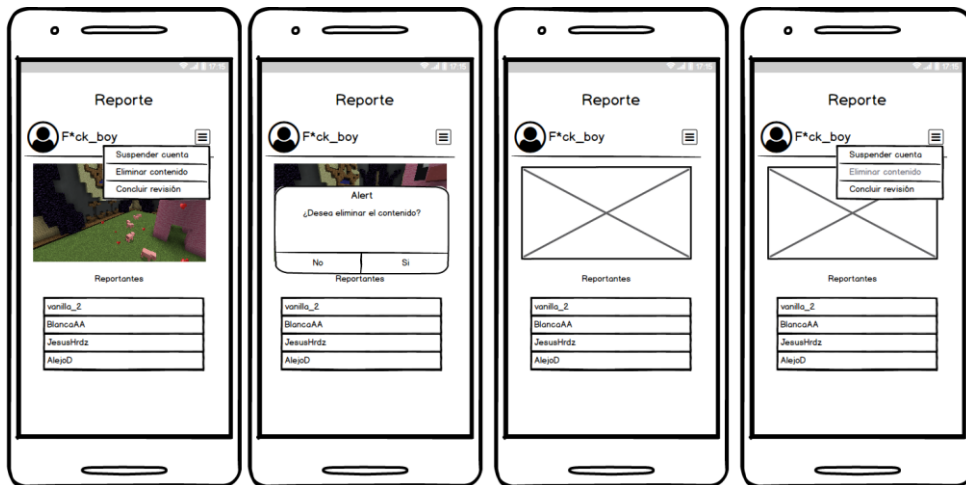 Reporte
F*ck_boy
Suspender cuenta
Eliminar contenido
Concluir revisión
Reportantes
vanilla_2
BlancaAA
JesusHrdz
AlejoD
Reporte
F*ck_boy
Alert
¿Desea eliminar el contenido?
No
Si
Reportantes
vanilla_2
BlancaAA
JesusHrdz
AlejoD
Reporte
F*ck_boy
Reportantes
vanilla_2
BlancaAA
JesusHrdz
AlejoD
Reporte
F*ck_boy
Suspender cuenta
Eliminar contenido
Concluir revisión
Reportantes
vanilla_2
BlancaAA
JesusHrdz
AlejoD